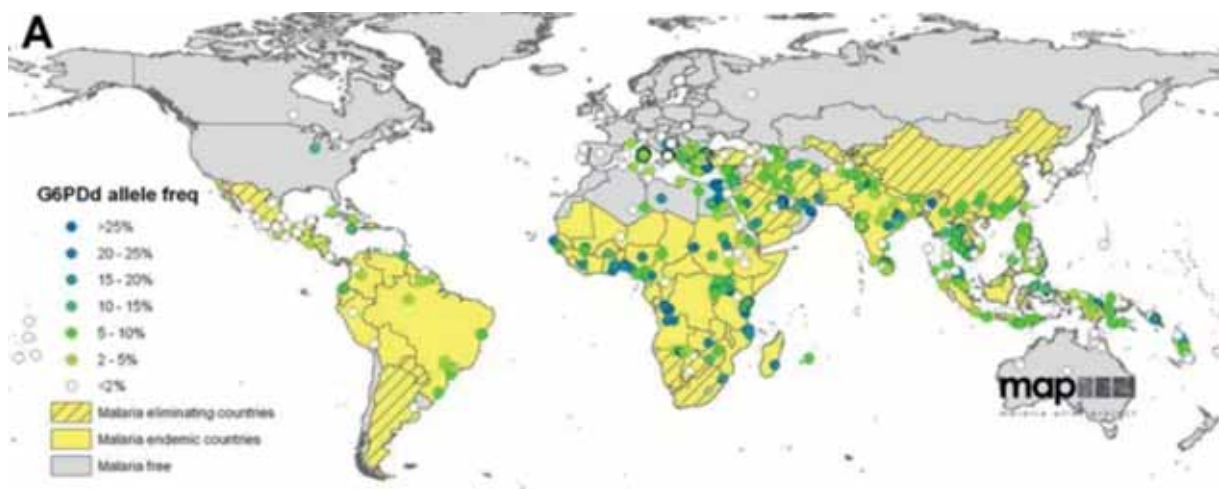 A
G6PDd allele freq
>25%
20 - 25%
15 - 20%
10 - 15%
5 - 10%
2 - 5%
<2%
Malaria eliminating countries
Malaria endemic countries
Malaria free
map